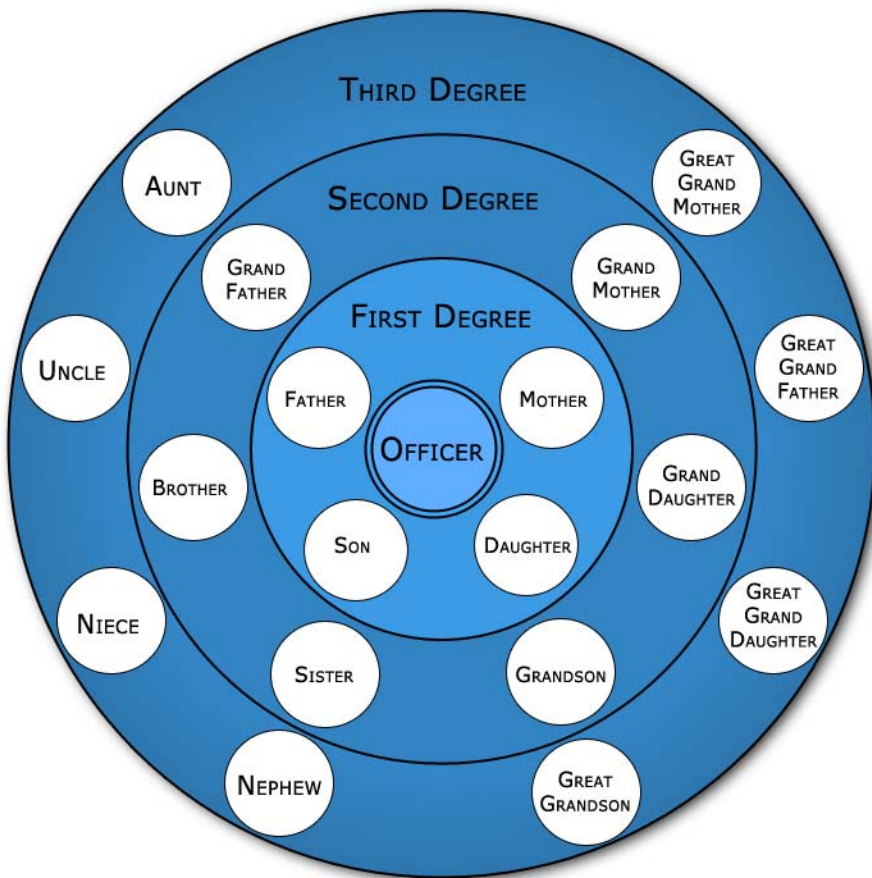 Third Degree
Aunt
Great
Grand
Mother
Second Degree
Grand
Father
Grand
Mother
First Degree
Uncle
Great
Grand
Father
Father
Mother
Officer
Brother
Grand
Daughter
Son
Daughter
Niece
Great
Grand
Daughter
Sister
Grandson
Nephew
Great
Grandson